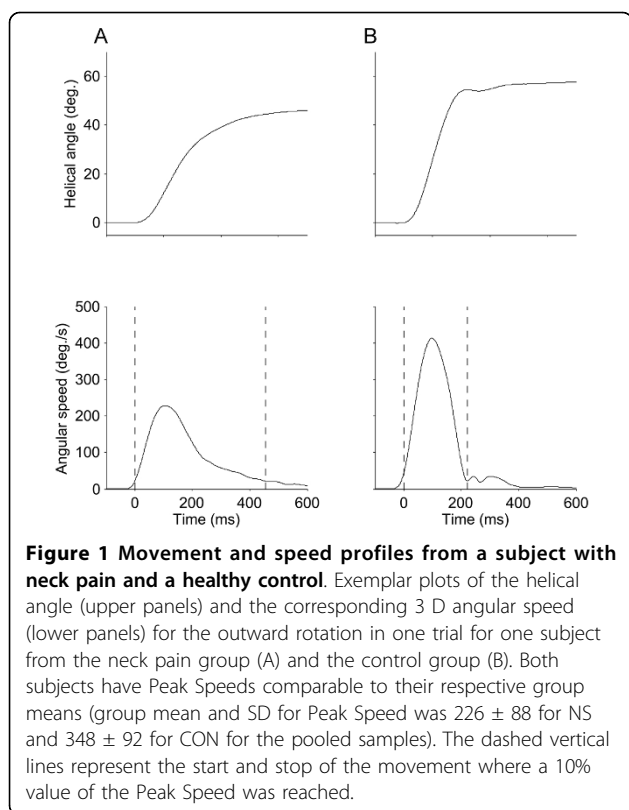 A
B
Helical angle (deg.)
60
40
20
0
Angular speed (deg./s)
500
400
300
200
100
0
0 200 400 600
0 200 400 600
Time (ms)
Time (ms)
Figure 1 Movement and speed profiles from a subject with
neck pain and a healthy control. Exemplar plots of the helical
angle (upper panels) and the corresponding 3 D angular speed
(lower panels) for the outward rotation in one trial for one subject
from the neck pain group (A) and the control group (B). Both
subjects have Peak Speeds comparable to their respective group
means (group mean and SD for Peak Speed was 226 ± 88 for NS
and 348 ± 92 for CON for the pooled samples). The dashed vertical
lines represent the start and stop of the movement where a 10%
value of the Peak Speed was reached.